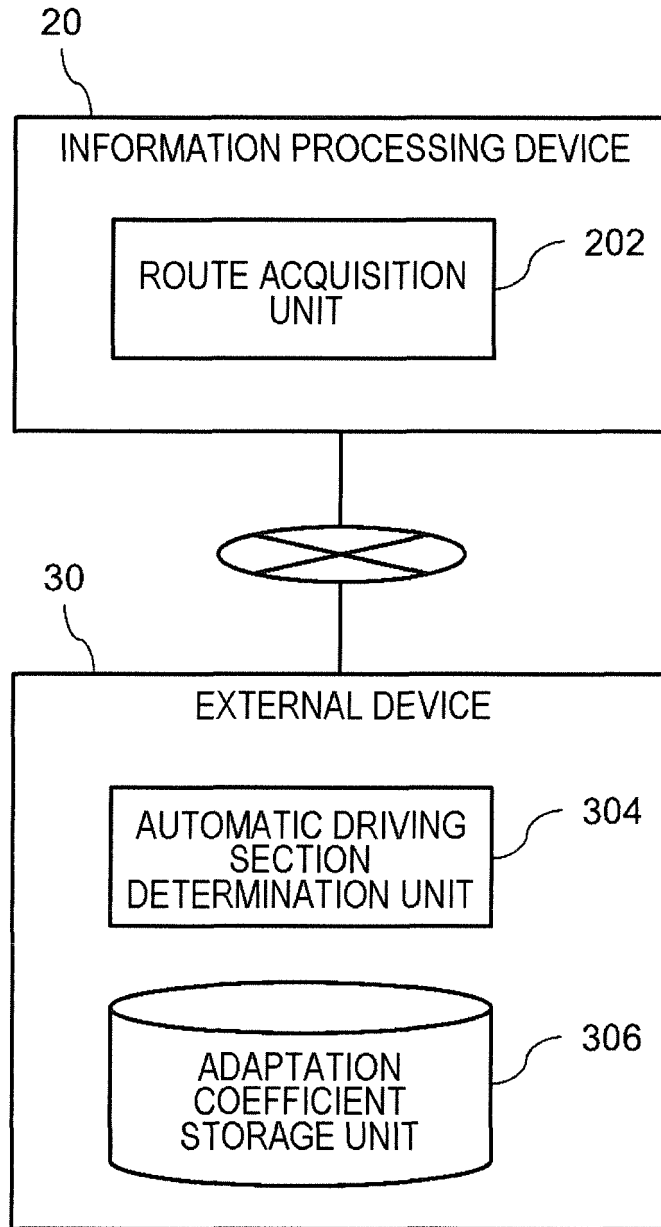 20
INFORMATION PROCESSING DEVICE
ROUTE ACQUISITION
UNIT
202
30
EXTERNAL DEVICE
AUTOMATIC DRIVING
SECTION
DETERMINATION UNIT
304
ADAPTATION
COEFFICIENT
STORAGE UNIT
306